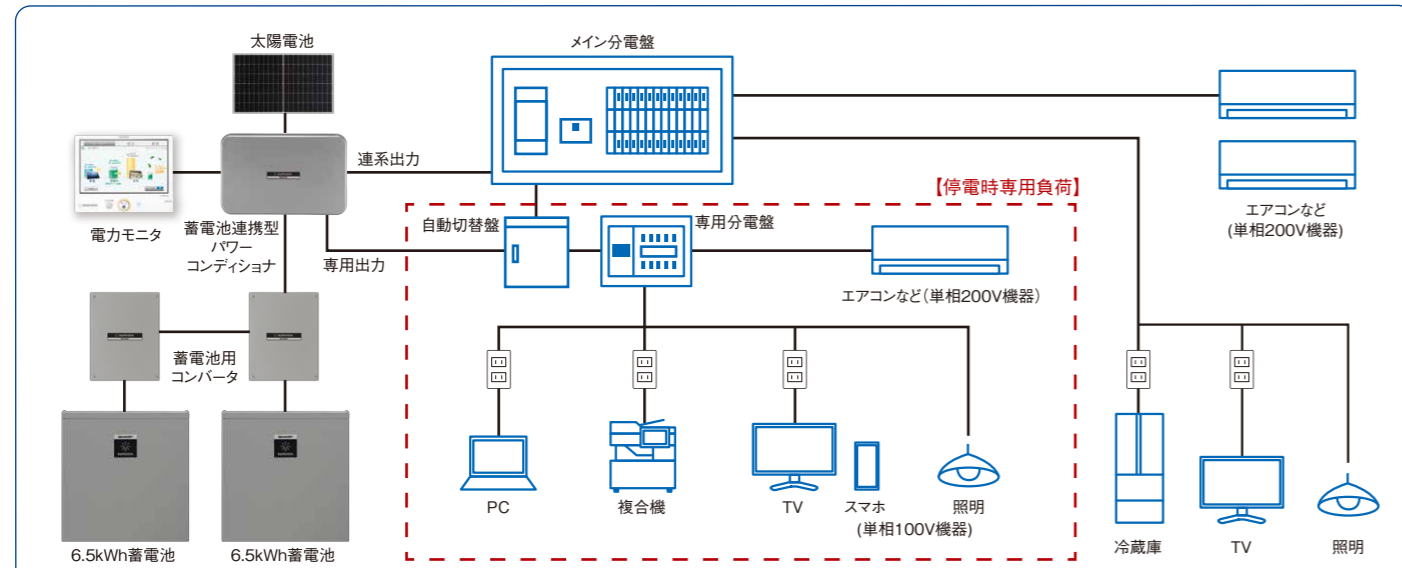 太陽電池
メイン分電盤
連系出力
【停電時専用負荷】
エアコンなど
(単相200V機器)
電力モニタ
蓄電池連携型
パワー
コンディショナ
専用出力
自動切替盤
専用分電盤
エアコンなど(単相200V機器)
蓄電池用
コンバータ
SHARP
SHARP
PC
複合機
TV
スマホ
照明
(単相100V機器)
冷蔵庫
TV
照明
6.5kWh蓄電池
6.5kWh蓄電池